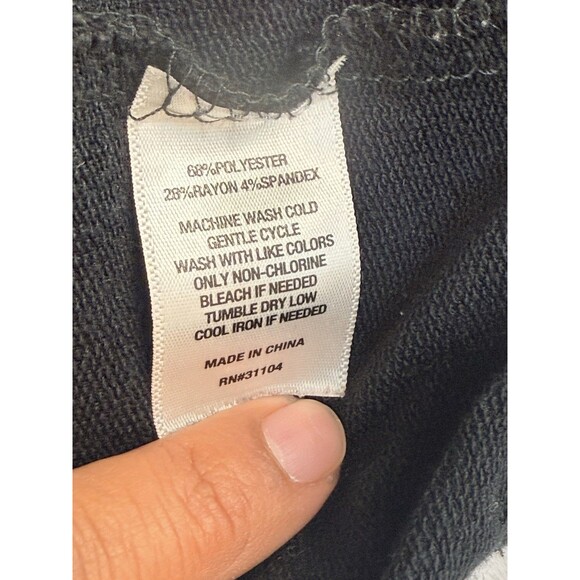 68%POLYESTER
28%RAYON 4%SPANDEX
MACHINE WASH COLD
GENTLE CYCLE
WASH WITH LIKE COLORS
ONLY NON-CHLORINE
BLEACH IF NEEDED
TUMBLE DRY LOW
COOL IRON IF NEEDED
MADE IN CHINA
RN#31104